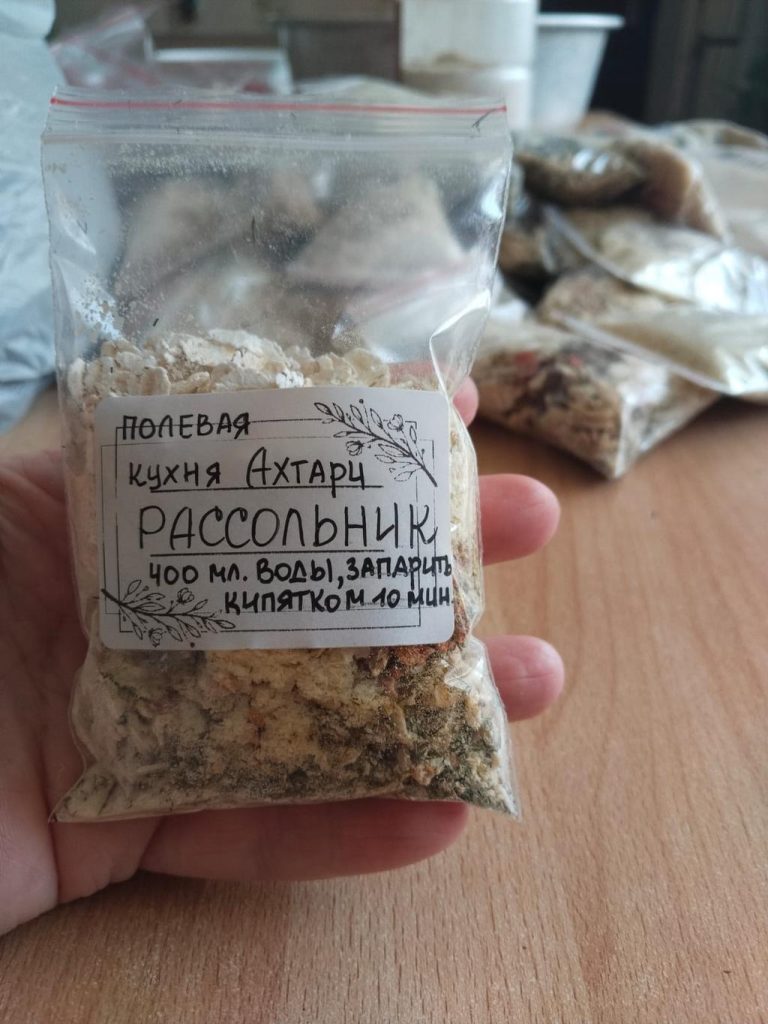 ПОЛЕВАЯ
КУХНЯ АХТАРИ
РАССОЛЬНИК
400 МЛ. ВОДЫ, ЗАПАРИТЬ
КИПЯТКОМ 10 МИН